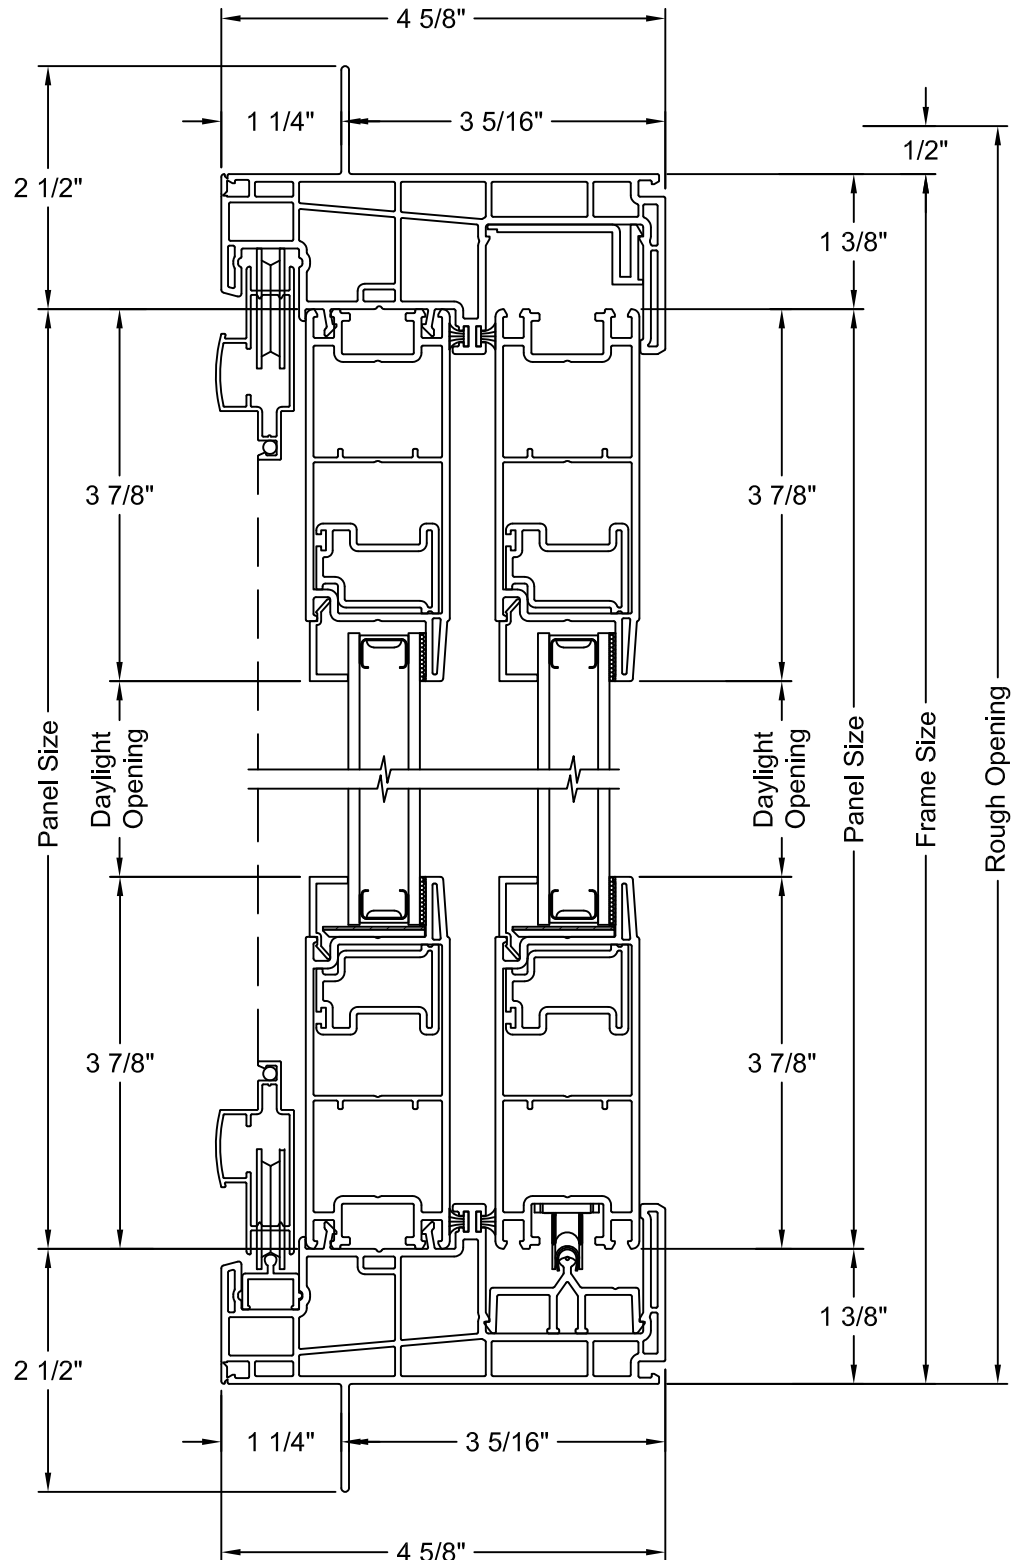 4 5/8"
1 1/4"
3 5/16"
1/2"
2 1/2"
1 3/8"
3 7/8"
3 7/8"
Panel Size
Daylight
Opening
Daylight
Opening
Panel Size
Frame Size
Rough Opening
3 7/8"
3 7/8"
1 3/8"
2 1/2"
1 1/4"
3 5/16"
4 5/8"